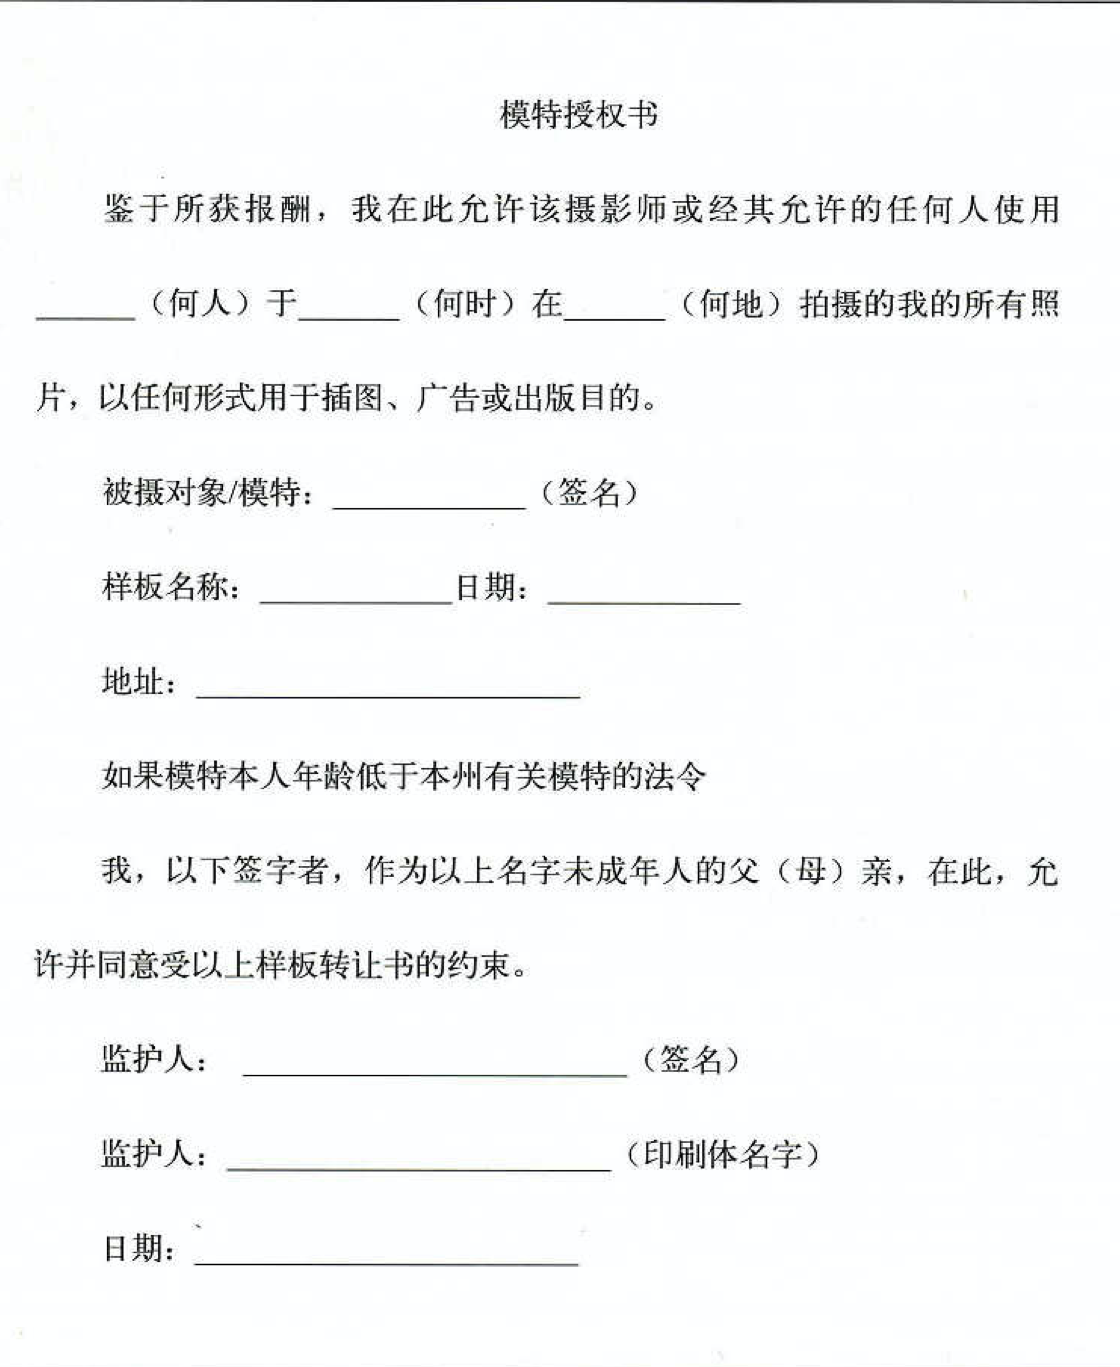 模特授权书
鉴于所获报酬，我在此允许该摄影师或经其允许的任何人使用
______（何人）于______（何时）在______（何地）拍摄的我的所有照
片，以任何形式用于插图、广告或出版目的。
被摄对象/模特：____________（签名）
样板名称：____________日期：____________
地址：________________________
如果模特本人年龄低于本州有关模特的法令
我，以下签字者，作为以上名字未成年人的父（母）亲，在此，允
许并同意受以上样板转让书的约束。
监护人： ________________________（签名）
监护人：________________________（印刷体名字）
日期：________________________